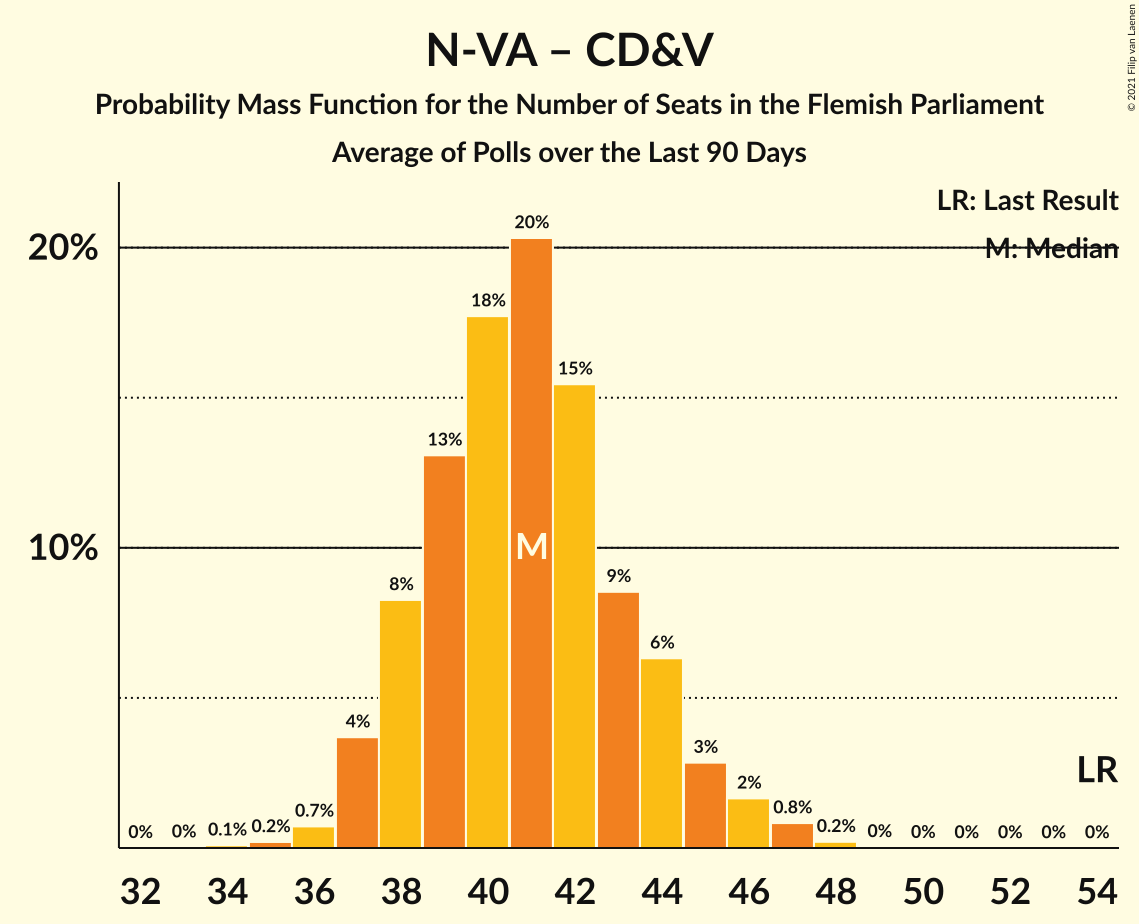 N-VA – CD&V
Probability Mass Function for the Number of Seats in the Flemish Parliament
Average of Polls over the Last 90 Days
© 2021 Filip van Laenen
LR: Last Result
M: Median
20%
10%
0% 0% 0.1% 0.2% 0.7% 4% 8% 13% 18% 20% 15% 9% 6% 3% 2% 0.8% 0.2% 0% 0% 0% 0% 0% 0%
M
LR
32 34 36 38 40 42 44 46 48 50 52 54